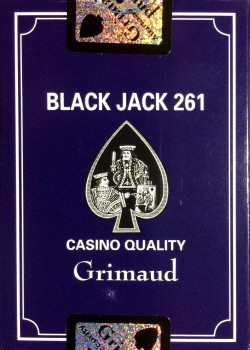 BLACK JACK 261
CASINO QUALITY
Grimaud